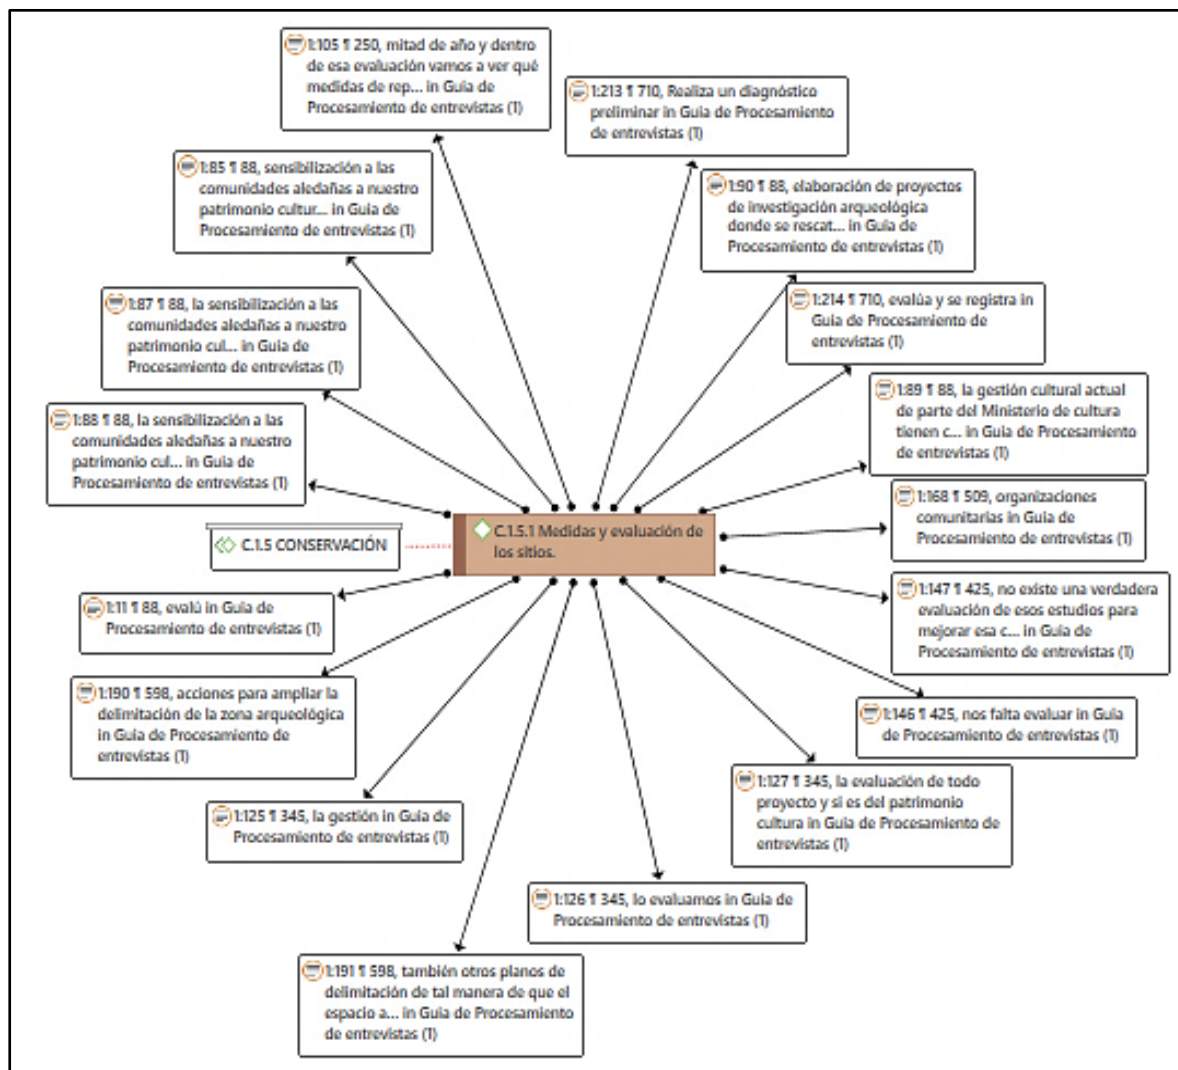 1:105 ¶ 250, mitad de año y dentro
de esa evaluación vamos a ver qué
medidas de rep... in Guia de
Procesamiento de entrevistas (1)
1:213 ¶ 710, Realiza un diagnóstico
preliminar in Guia de Procesamiento
de entrevistas (1)
1:85 ¶ 88, sensibilización a las
comunidades aledañas a nuestro
patrimonio cultur... in Guia de
Procesamiento de entrevistas (1)
1:90 ¶ 88, elaboración de proyectos
de investigación arqueológica
donde se rescat... in Guia de
Procesamiento de entrevistas (1)
1:87 ¶ 88, la sensibilización a las
comunidades aledañas a nuestro
patrimonio cul... in Guia de
Procesamiento de entrevistas (1)
1:214 ¶ 710, evalúa y se registra in
Guia de Procesamiento de
entrevistas (1)
1:88 ¶ 88, la sensibilización a las
comunidades aledañas a nuestro
patrimonio cul... in Guia de
Procesamiento de entrevistas (1)
1:89 ¶ 88, la gestión cultural actual
de parte del Ministerio de cultura
tienen c... in Guia de Procesamiento
de entrevistas (1)
1:168 ¶ 509, organizaciones
comunitarias in Guia de
Procesamiento de entrevistas (1)
C.1.5 CONSERVACIÓN
C.1.5.1 Medidas y evaluación de
los sitios.
1:11 ¶ 88, evalú in Guia de
Procesamiento de entrevistas (1)
1:147 ¶ 425, no existe una verdadera
evaluación de esos estudios para
mejorar esa c... in Guia de
Procesamiento de entrevistas (1)
1:190 ¶ 598, acciones para ampliar la
delimitación de la zona arqueológica
in Guia de Procesamiento de
entrevistas (1)
1:146 ¶ 425, nos falta evaluar in Guia
de Procesamiento de entrevistas (1)
1:125 ¶ 345, la gestión in Guia de
Procesamiento de entrevistas (1)
1:127 ¶ 345, la evaluación de todo
proyecto y si es del patrimonio
cultura in Guia de Procesamiento de
entrevistas (1)
1:126 ¶ 345, lo evaluamos in Guia de
Procesamiento de entrevistas (1)
1:191 ¶ 598, también otros planos de
delimitación de tal manera de que el
espacio a... in Guia de Procesamiento
de entrevistas (1)